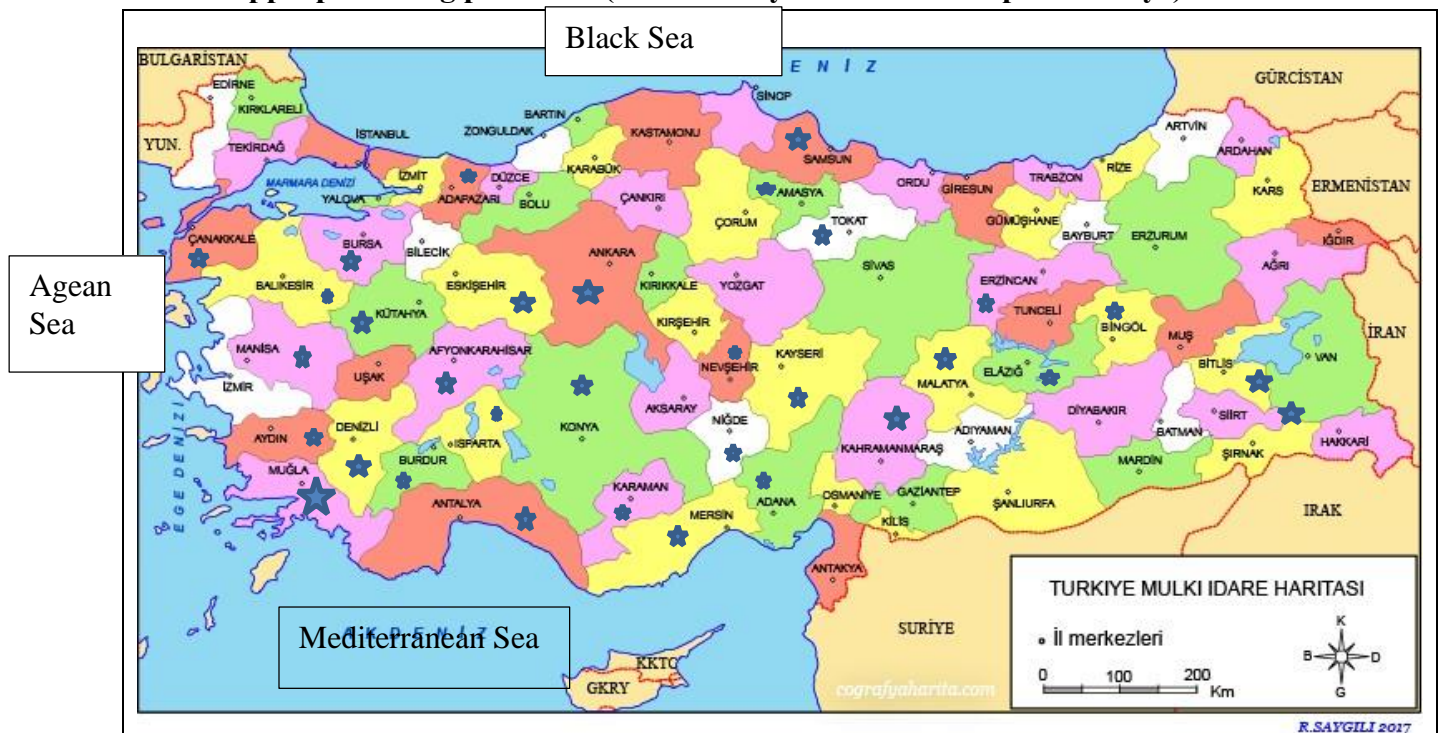 Black Sea
D E N İ Z
BULGARİSTAN
GÜRCİSTAN
EDİRNE
KIRKLARELİ
SİNOP
BARTIN
ZONGULDAK
KASTAMONU
ARTVİN
İSTANBUL
YUN.
TEKİRDAĞ
SAMSUN
ARDAHAN
KARABÜK
RİZE
MARMARA DENİZİ
İZMİT
DÜZCE
ORDU
GİRESUN
TRABZON
KARS
ERMENİSTAN
YALOVA
ADAPAZARI
BOLU
ÇANKIRI
AMASYA
ÇORUM
TOKAT
GÜMÜŞHANE
BAYBURT
ERZURUM
IĞDIR
ÇANAKKALE
BURSA
BİLECİK
ANKARA
SİVAS
AĞRI
Agean
Sea
BALIKESİR
ESKİŞEHİR
KIRIKKALE
YOZGAT
ERZİNCAN
KÜTAHYA
TUNCELİ
BİNGÖL
MUŞ
İRAN
KIRŞEHİR
MANİSA
AFYONKARAHİSAR
KAYSERİ
BİTLİS
VAN
UŞAK
NEVŞEHİR
MALATYA
ELAZIĞ
İZMİR
AKSARAY
DİYABAKIR
SİİRT
NİĞDE
BATMAN
AYDIN
DENİZLİ
ISPARTA
KONYA
ADIYAMAN
HAKKARİ
BURDUR
KAHRAMANMARAŞ
MARDİN
ŞIRNAK
MUĞLA
EGE DENİZİ
KARAMAN
ANTALYA
ADANA
OSMANİYE
GAZİANTEP
ŞANLIURFA
MERSİN
KİLİS
IRAK
ANTAKYA
TURKIYE MULKI IDARE HARITASI
Mediterranean Sea
A K D E N İ Z
SURİYE
İl merkezleri
K
B
D
G
0 100 200
Km
KKTC
GKRY
cografyaharita.com
R.SAYGILI 2017